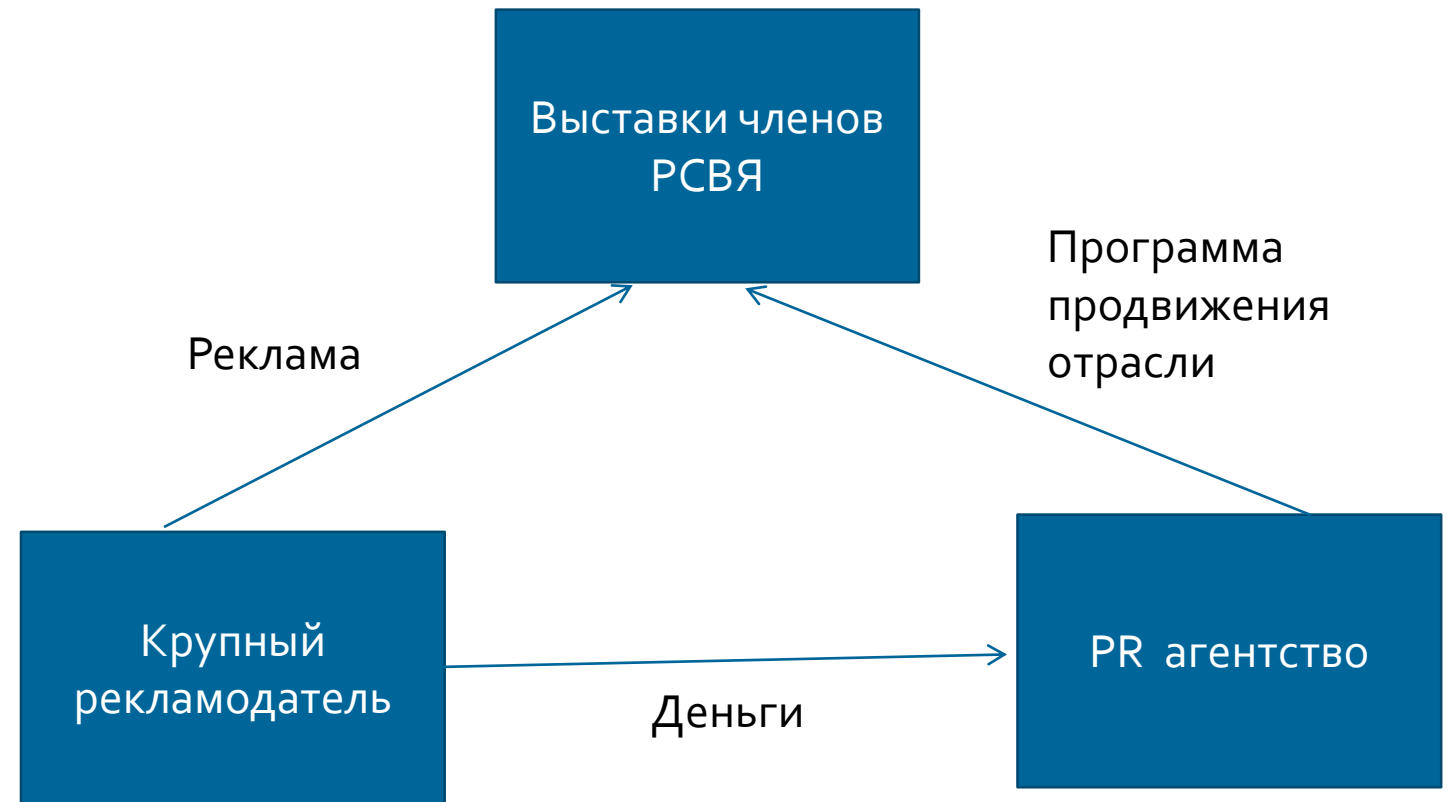 Выставки членов
РСВЯ
Программа
продвижения
отрасли
Реклама
Крупный
рекламодатель
Деньги
PR агентство